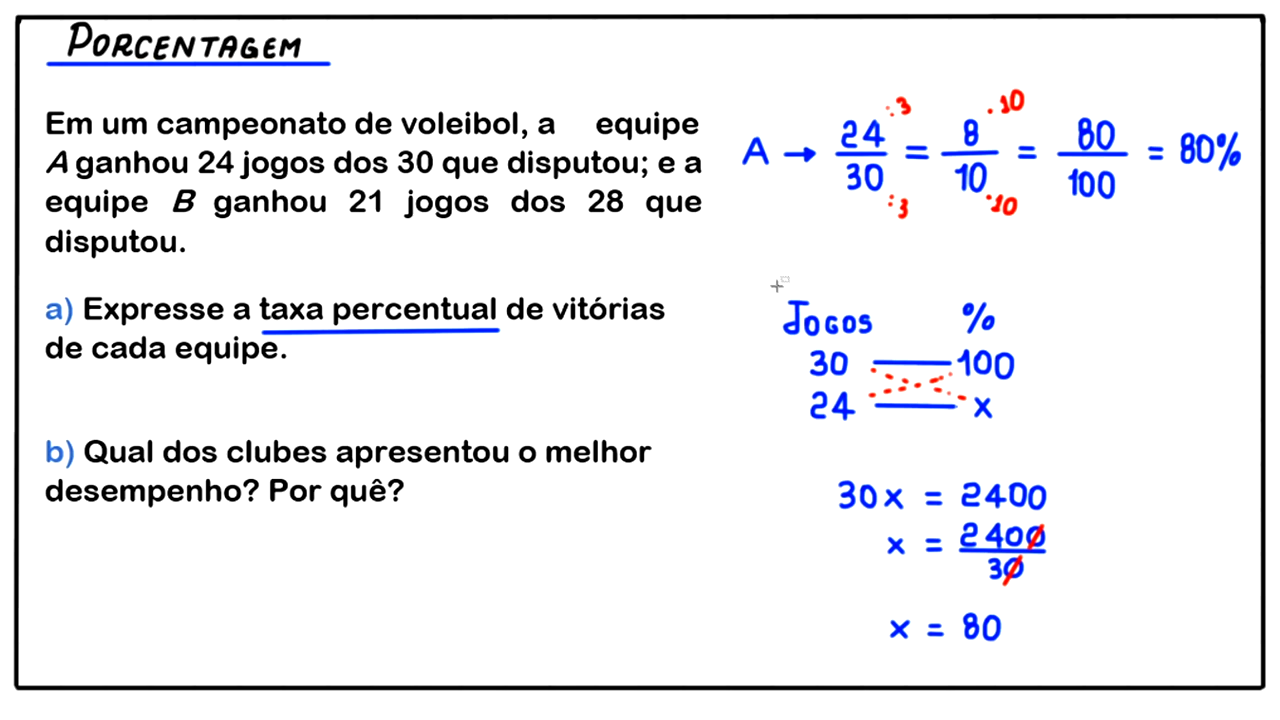 PORCENTAGEM
Em um campeonato de voleibol, a equipe
A ganhou 24 jogos dos 30 que disputou; e a
equipe B ganhou 21 jogos dos 28 que
disputou.
a) Expresse a taxa percentual de vitórias
de cada equipe.
b) Qual dos clubes apresentou o melhor
desempenho? Por quê?
:3 .10
A → 24/30 = 8/10 = 80/100 = 80%
:3 .10
JOGOS %
30 100
24 x
30x = 2400
x = 2400/30
x = 80